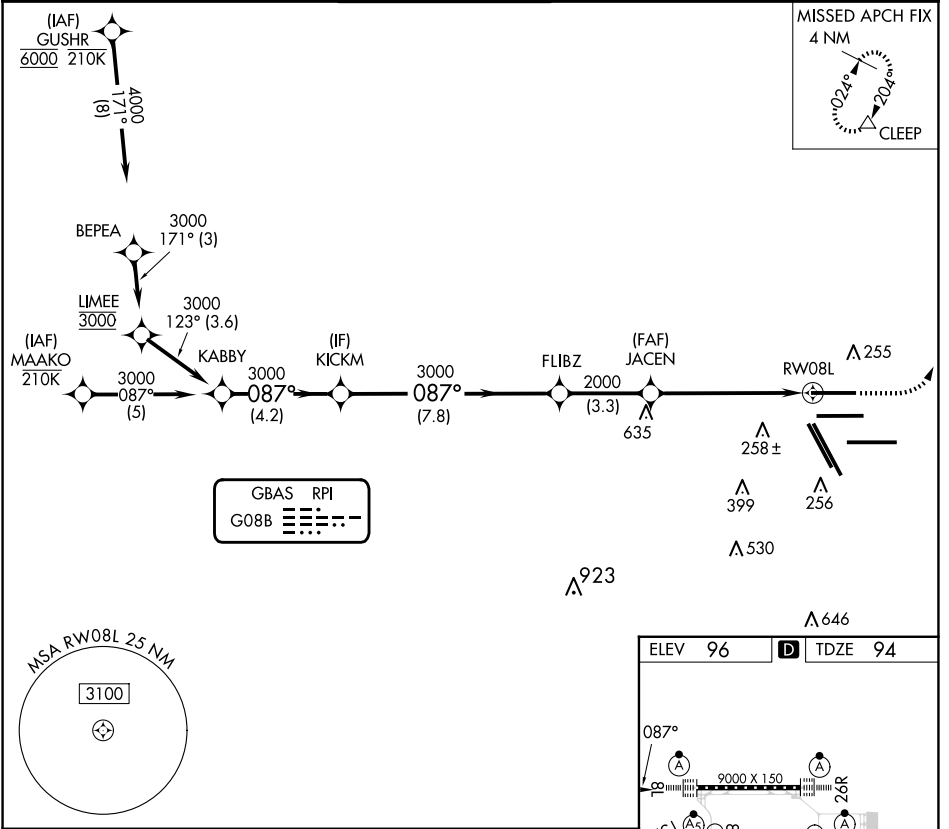 (IAF)
GUSHR
6000 210K
4000
171°
(8)
MISSED APCH FIX
4 NM
024°
204°
CLEEP
BEPEA
3000
171° (3)
LIMEE
3000
3000
123° (3.6)
(IAF)
MAAKO
210K
3000
087°
(5)
KABBY
3000
087°
(4.2)
(IF)
KICKM
3000
087°
(7.8)
FLIBZ
2000
(3.3)
(FAF)
JACEN
RW08L
255
635
258 ±
399
256
530
923
646
GBAS RPI
G08B
MSA RW08L 25 NM
3100
ELEV 96
D
TDZE 94
087°
A
A
9000 X 150
8L
26R
A5
A